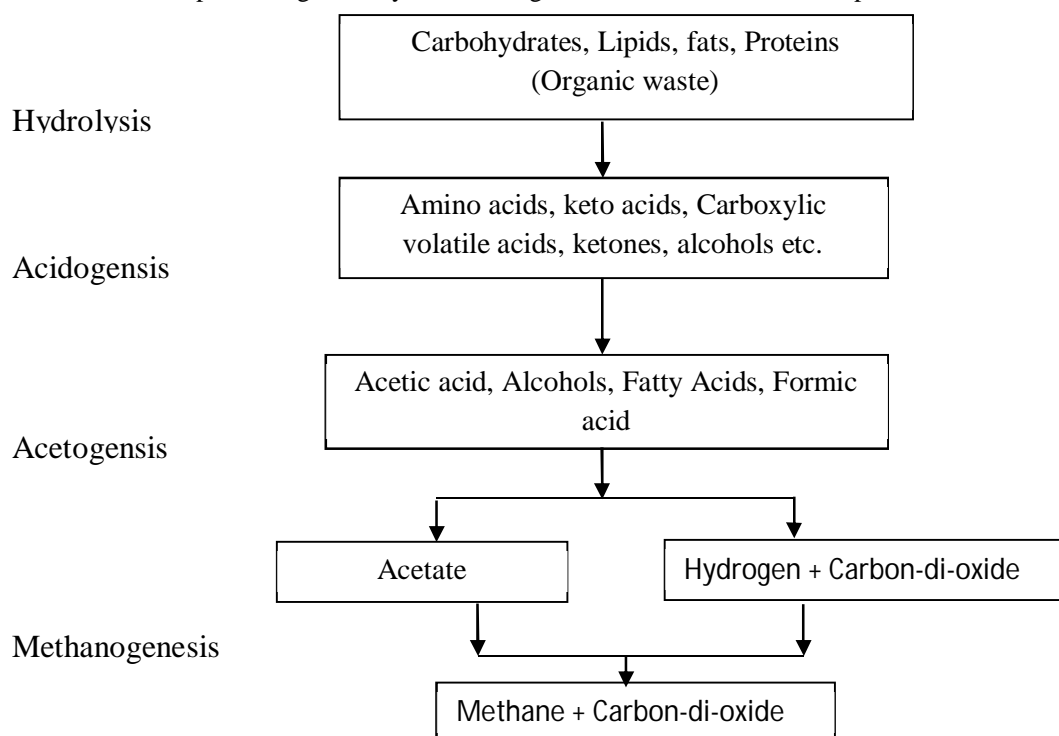 Carbohydrates, Lipids, fats, Proteins
(Organic waste)
Hydrolysis
Amino acids, keto acids, Carboxylic
volatile acids, ketones, alcohols etc.
Acidogensis
Acetic acid, Alcohols, Fatty Acids, Formic
acid
Acetogensis
Acetate
Hydrogen + Carbon-di-oxide
Methanogenesis
Methane + Carbon-di-oxide